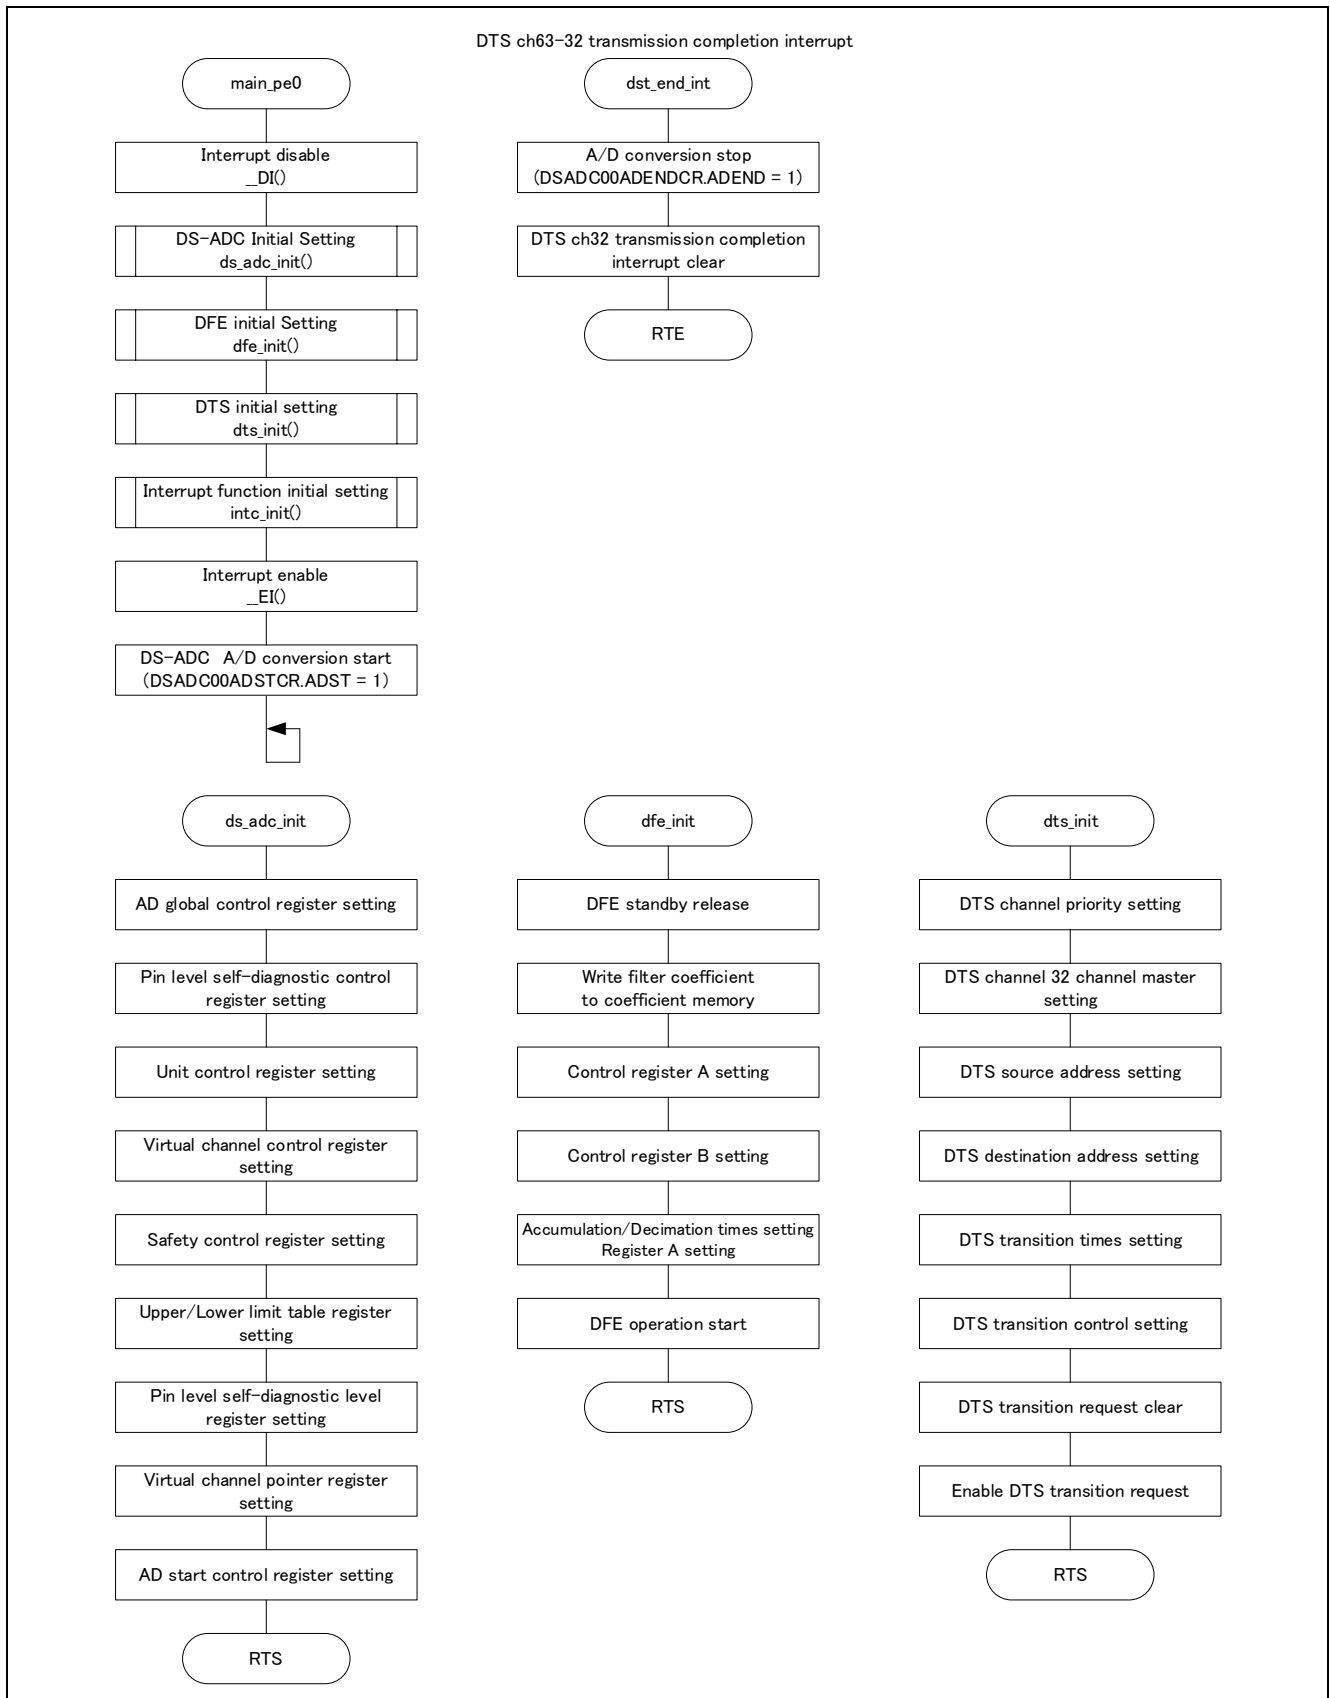 DTS ch63-32 transmission completion interrupt
main_pe0
Interrupt disable
__DI()
DS-ADC Initial Setting
ds_adc_init()
DFE initial Setting
dfe_init()
DTS initial setting
dts_init()
Interrupt function initial setting
intc_init()
Interrupt enable
__EI()
DS-ADC A/D conversion start
(DSADC00ADSTCR.ADST = 1)
dst_end_int
A/D conversion stop
(DSADC00ADENDCR.ADEND = 1)
DTS ch32 transmission completion
interrupt clear
RTE
ds_adc_init
AD global control register setting
Pin level self-diagnostic control
register setting
Unit control register setting
Virtual channel control register
setting
Safety control register setting
Upper/Lower limit table register
setting
Pin level self-diagnostic level
register setting
Virtual channel pointer register
setting
AD start control register setting
RTS
dfe_init
DFE standby release
Write filter coefficient
to coefficient memory
Control register A setting
Control register B setting
Accumulation/Decimation times setting
Register A setting
DFE operation start
RTS
dts_init
DTS channel priority setting
DTS channel 32 channel master
setting
DTS source address setting
DTS destination address setting
DTS transition times setting
DTS transition control setting
DTS transition request clear
Enable DTS transition request
RTS